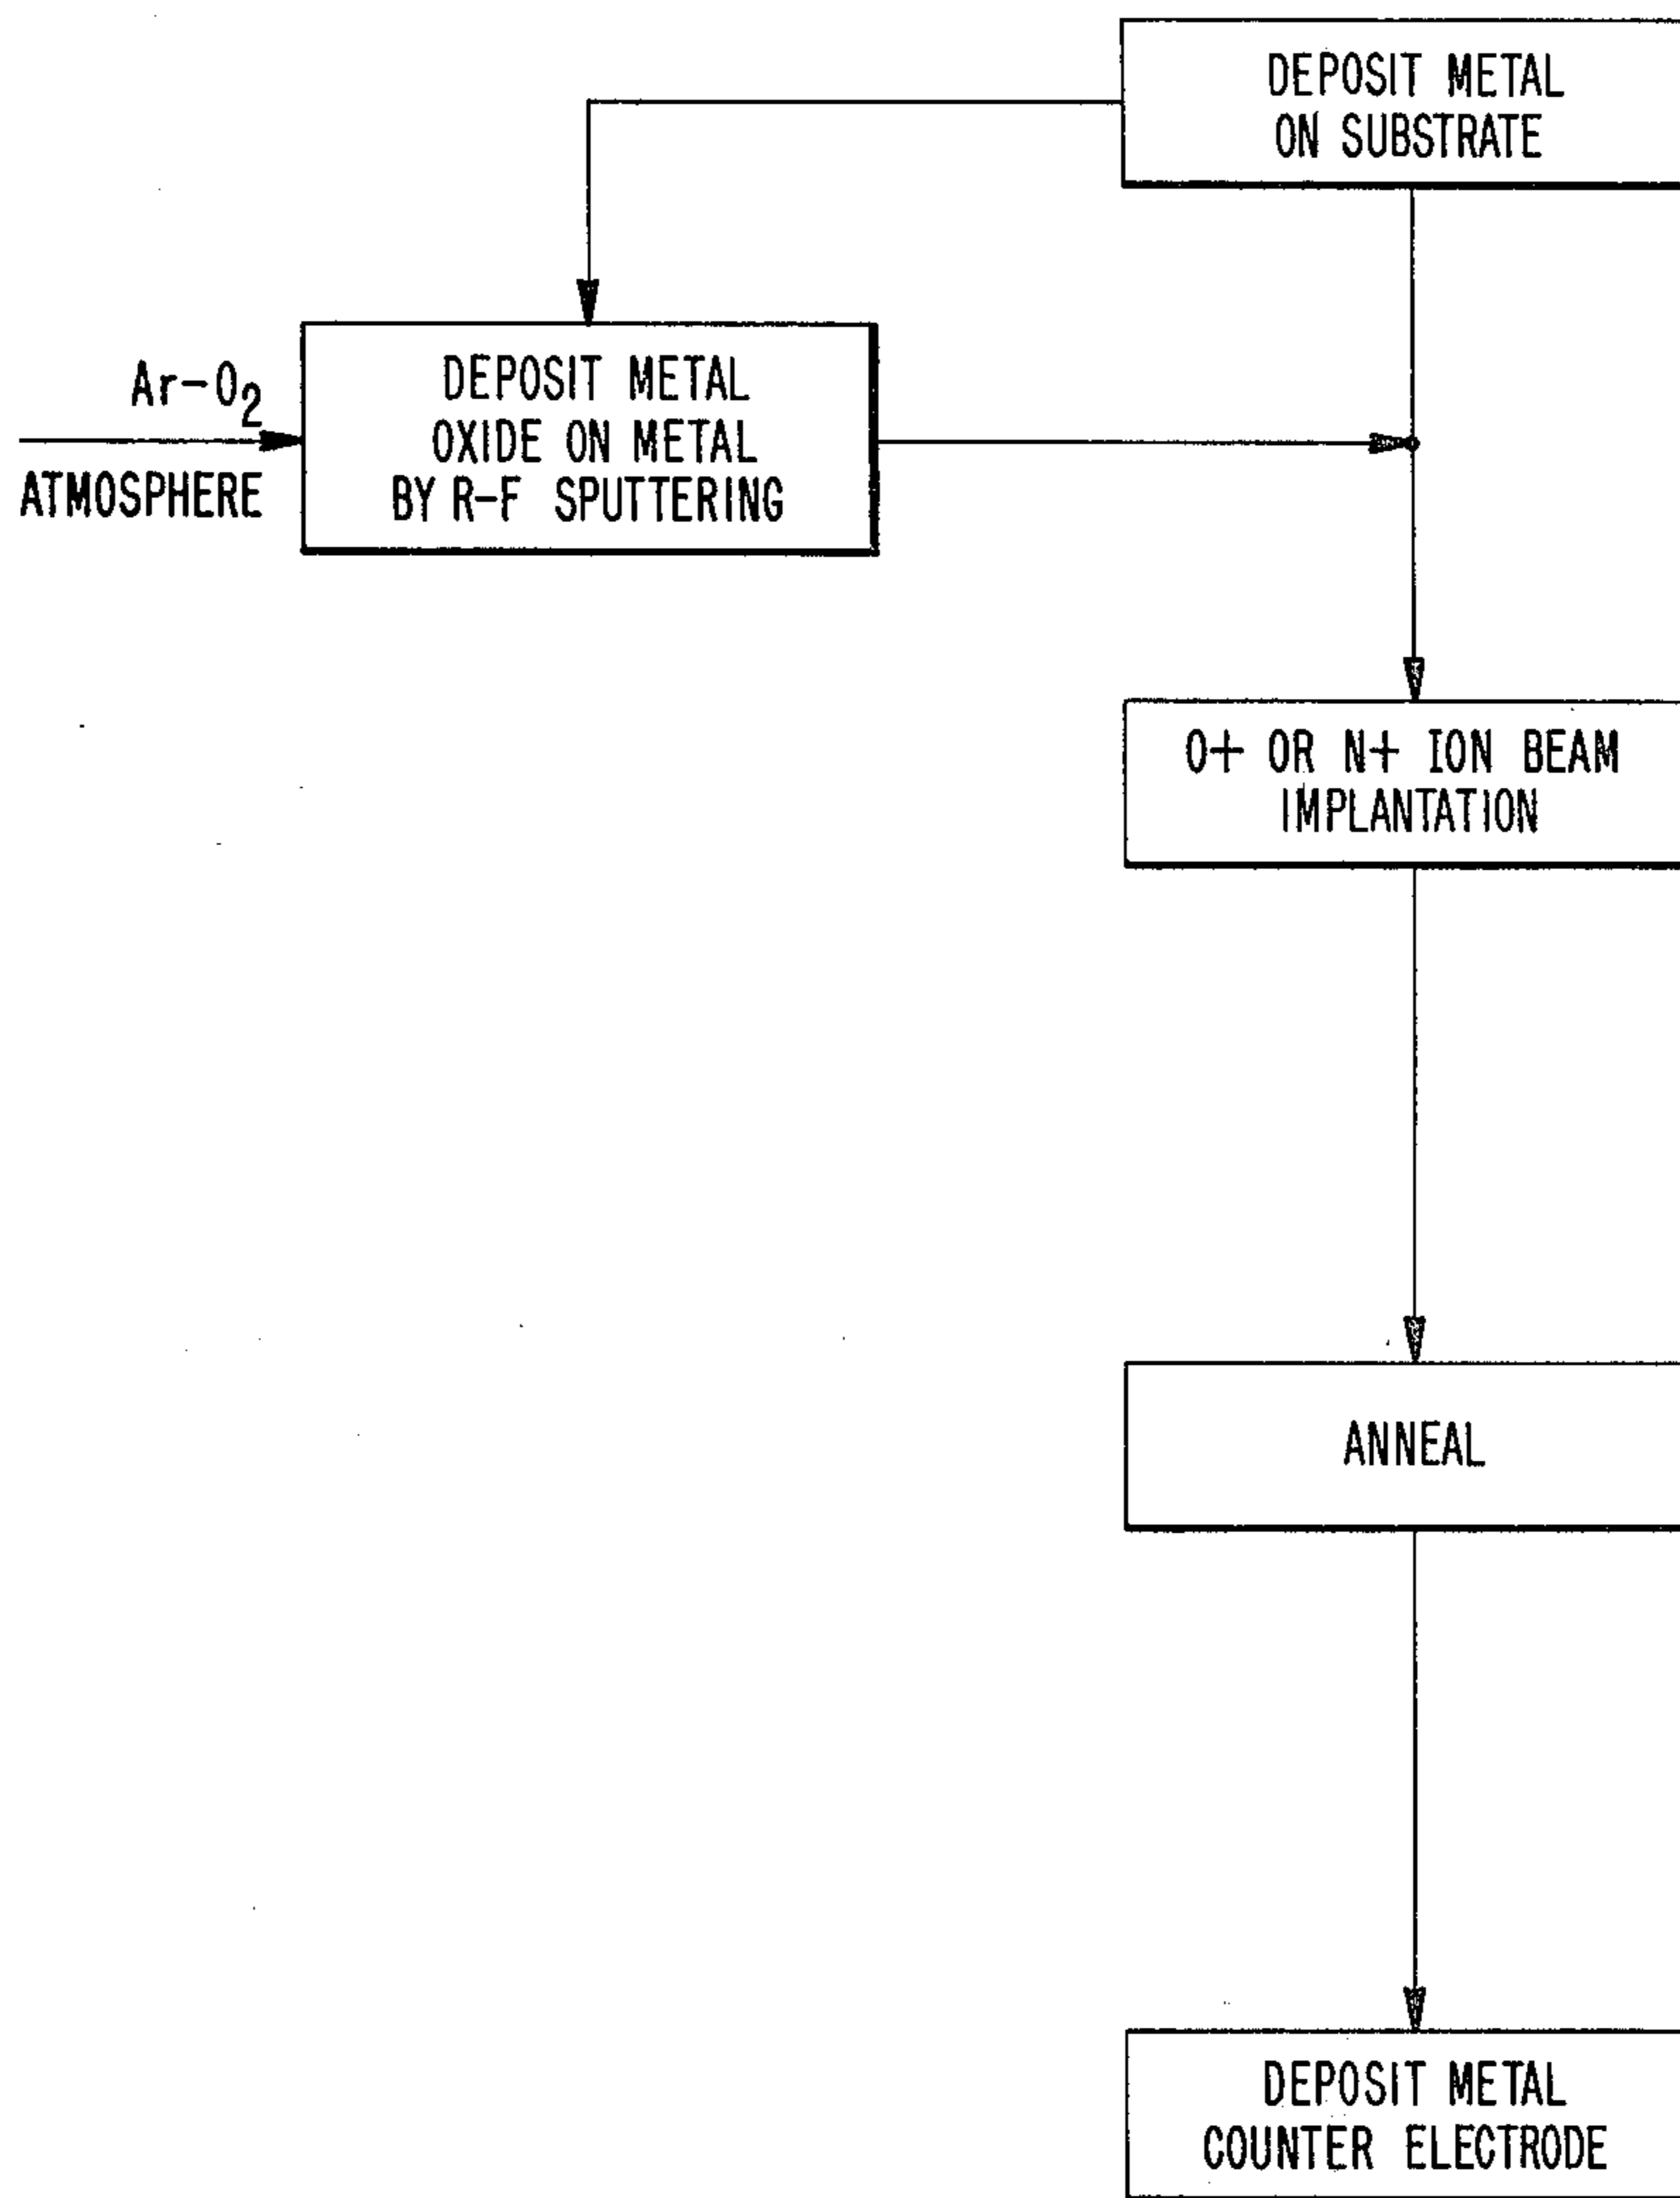 DEPOSIT METAL
ON SUBSTRATE
Ar-O2
ATMOSPHERE
DEPOSIT METAL
OXIDE ON METAL
BY R-F SPUTTERING
O+ OR N+ ION BEAM
IMPLANTATION
ANNEAL
DEPOSIT METAL
COUNTER ELECTRODE